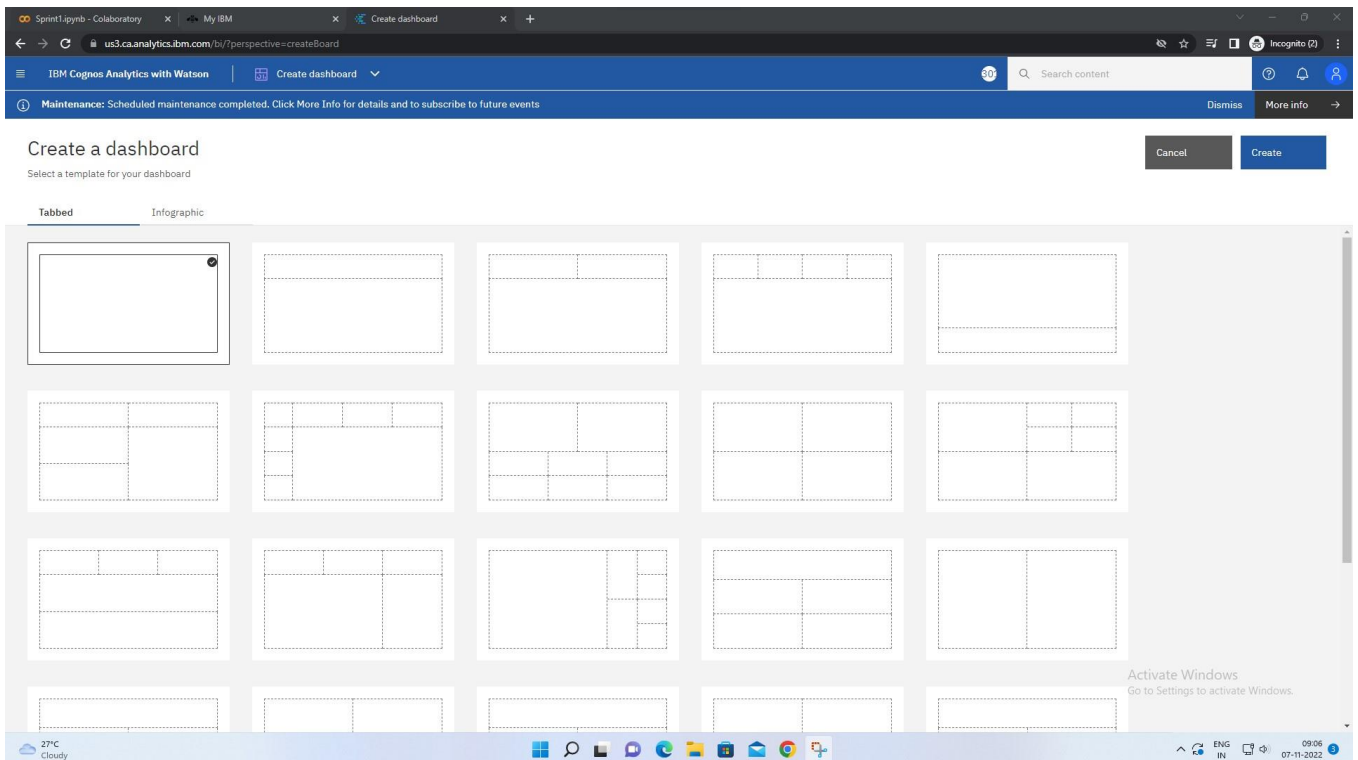 Sprint1.ipynb - Colaboratory
My IBM
Create dashboard
us3.ca.analytics.ibm.com/bi/?perspective=createBoard
Incognito (2)
IBM Cognos Analytics with Watson
Create dashboard
30
Search content
Maintenance: Scheduled maintenance completed. Click More Info for details and to subscribe to future events
Dismiss
More info
Create a dashboard
Cancel
Create
Select a template for your dashboard
Tabbed
Infographic
Activate Windows
Go to Settings to activate Windows.
27°C
Cloudy
ENG
IN
09:06
07-11-2022
3